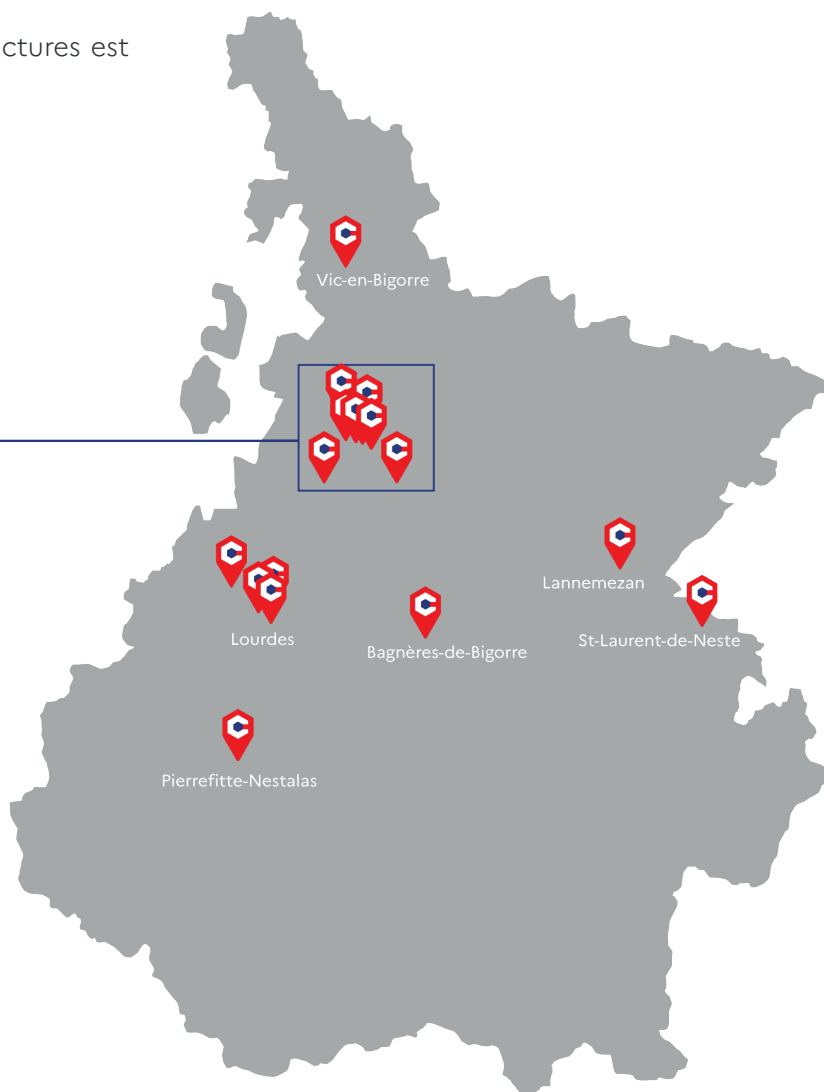 ctures est
Vic-en-Bigorre
Lannemezan
Lourdes
Bagnères-de-Bigorre
St-Laurent-de-Neste
Pierrefitte-Nestalas